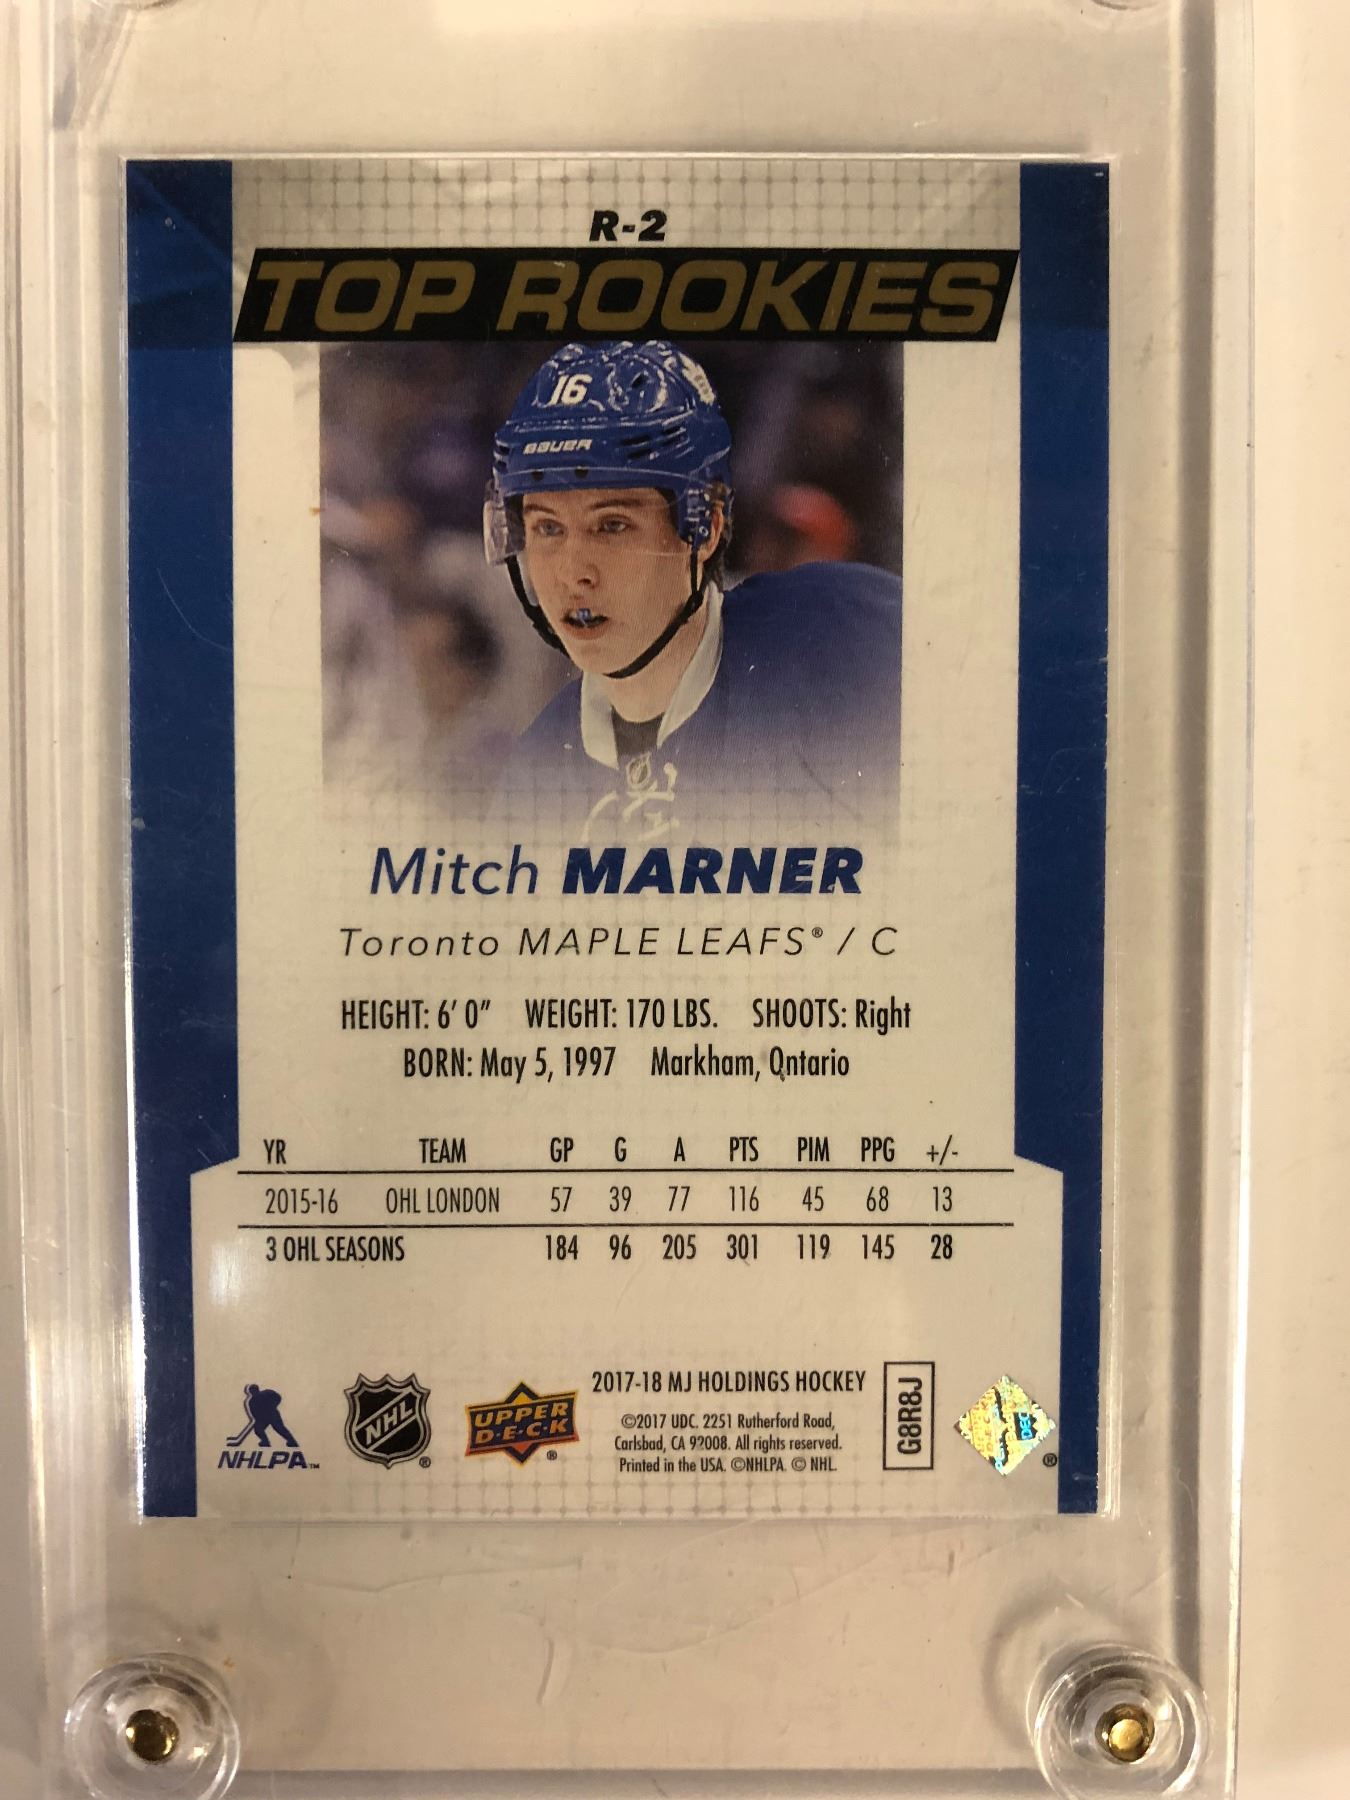 R-2
TOP ROOKIES
16
BAUER
Mitch MARNER
Toronto MAPLE LEAFS® / C
HEIGHT: 6' 0" WEIGHT: 170 LBS. SHOOTS: Right
BORN: May 5, 1997 Markham, Ontario
YR TEAM GP G A PTS PIM PPG +/-
2015-16 OHL LONDON 57 39 77 116 45 68 13
3 OHL SEASONS 184 96 205 301 119 145 28
2017-18 MJ HOLDINGS HOCKEY
©2017 UDC. 2251 Rutherford Road,
Carlsbad, CA 92008. All rights reserved.
Printed in the USA. ©NHLPA. © NHL.
NHLPA™
NHL®
UPPER
D·E·C·K®
G8R8J
®